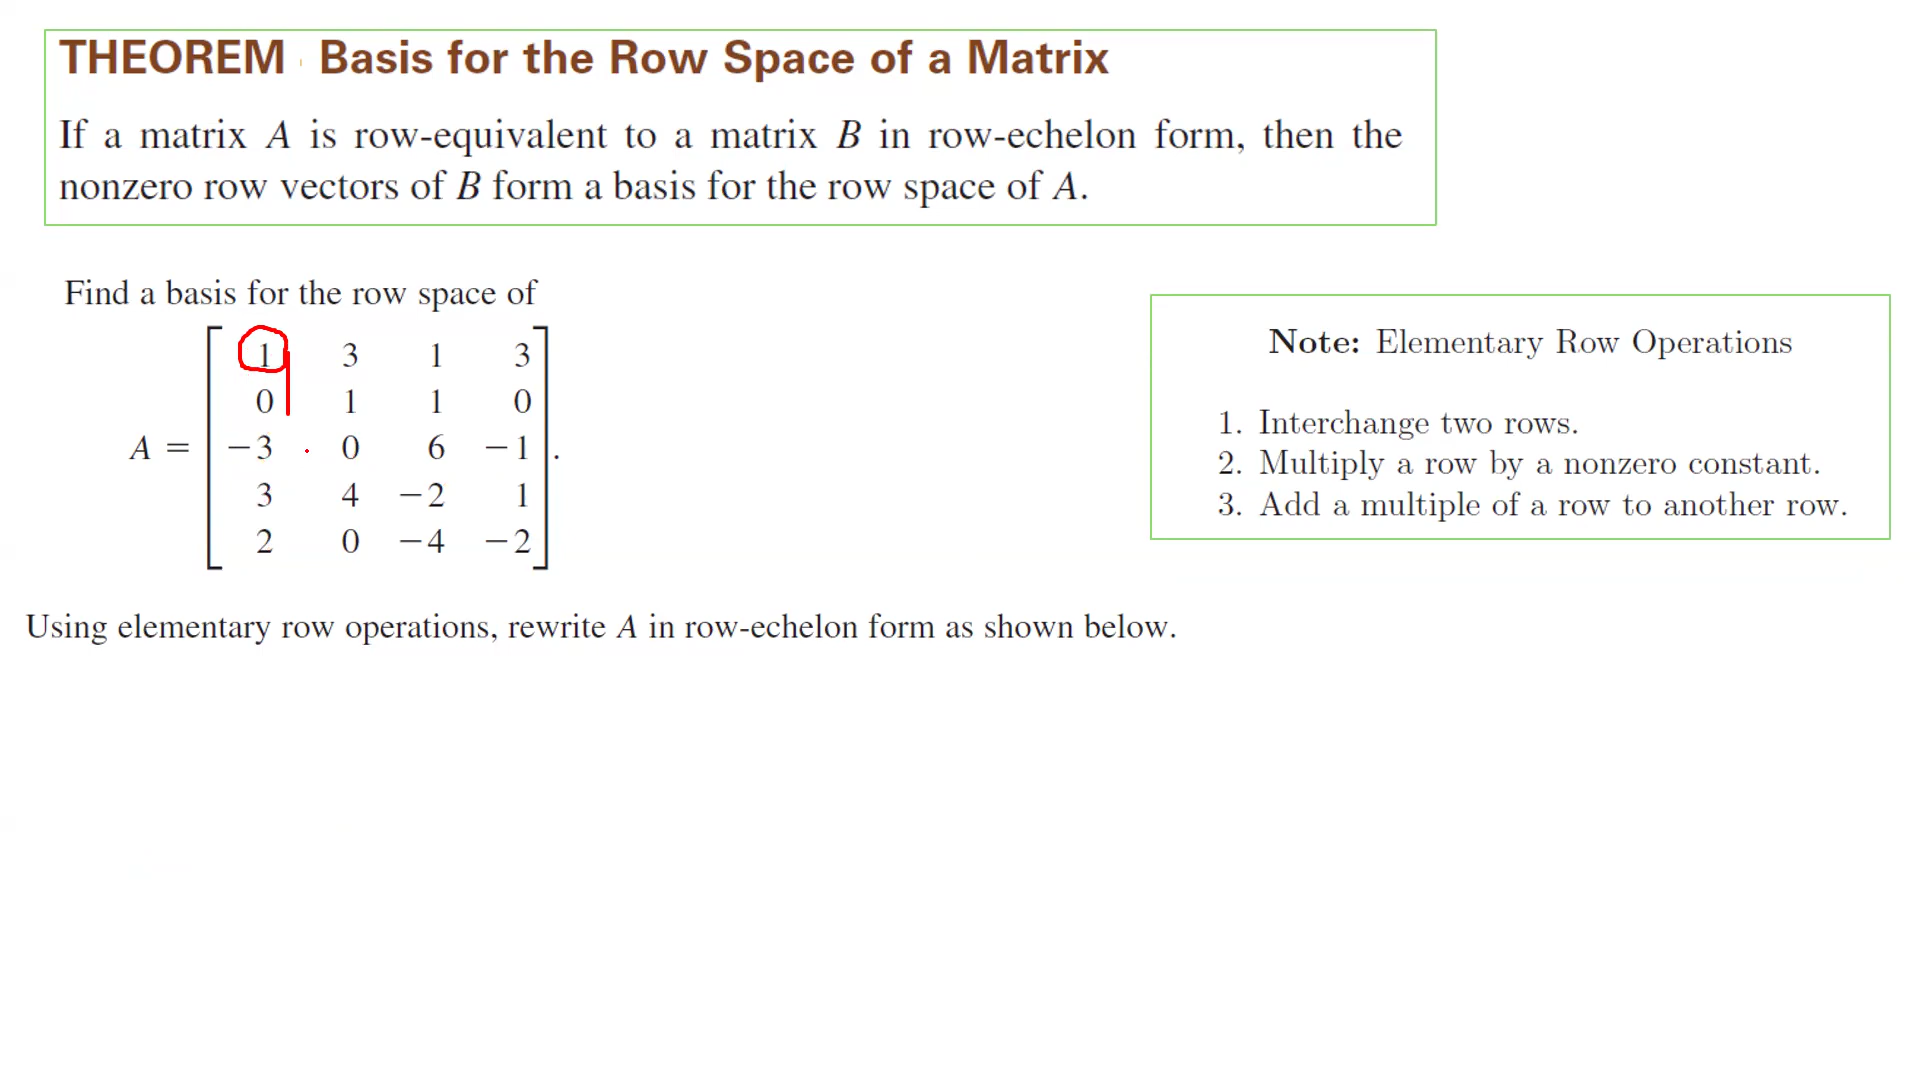 THEOREM Basis for the Row Space of a Matrix
If a matrix A is row-equivalent to a matrix B in row-echelon form, then the
nonzero row vectors of B form a basis for the row space of A.
Find a basis for the row space of
A = [ 1 3 1 3
0 1 1 0
−3 0 6 −1
3 4 −2 1
2 0 −4 −2 ].
Note: Elementary Row Operations
1. Interchange two rows.
2. Multiply a row by a nonzero constant.
3. Add a multiple of a row to another row.
Using elementary row operations, rewrite A in row-echelon form as shown below.